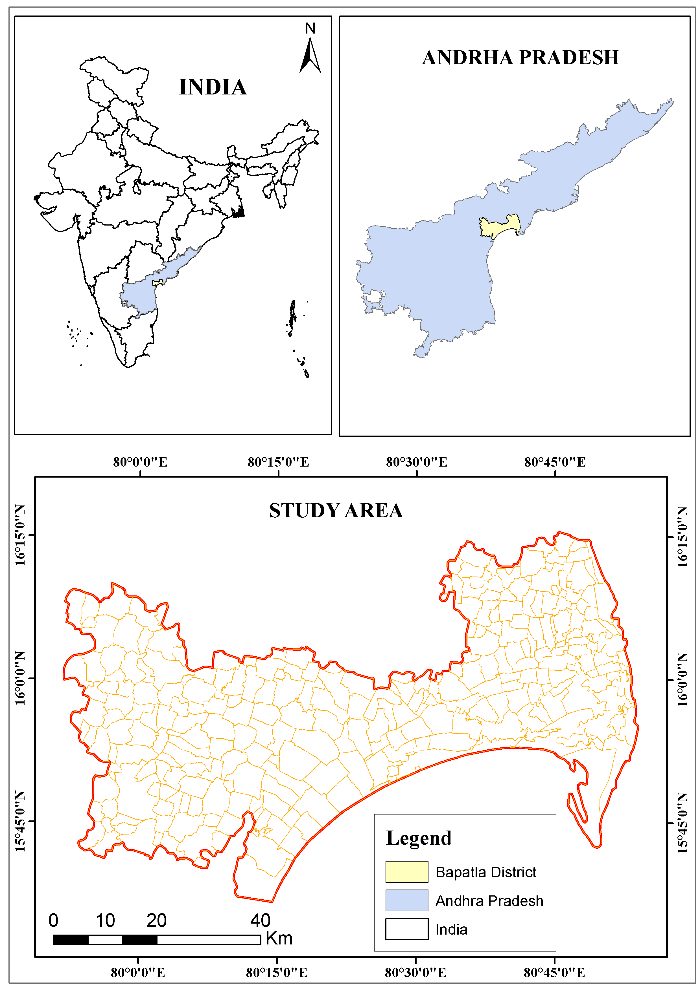 N
INDIA
ANDRHA PRADESH
80°0'0"E 80°15'0"E 80°30'0"E 80°45'0"E
STUDY AREA
16°15'0"N 16°15'0"N
16°0'0"N 16°0'0"N
15°45'0"N 15°45'0"N
Legend
Bapatla District
Andhra Pradesh
India
0 10 20 40
Km
80°0'0"E 80°15'0"E 80°30'0"E 80°45'0"E